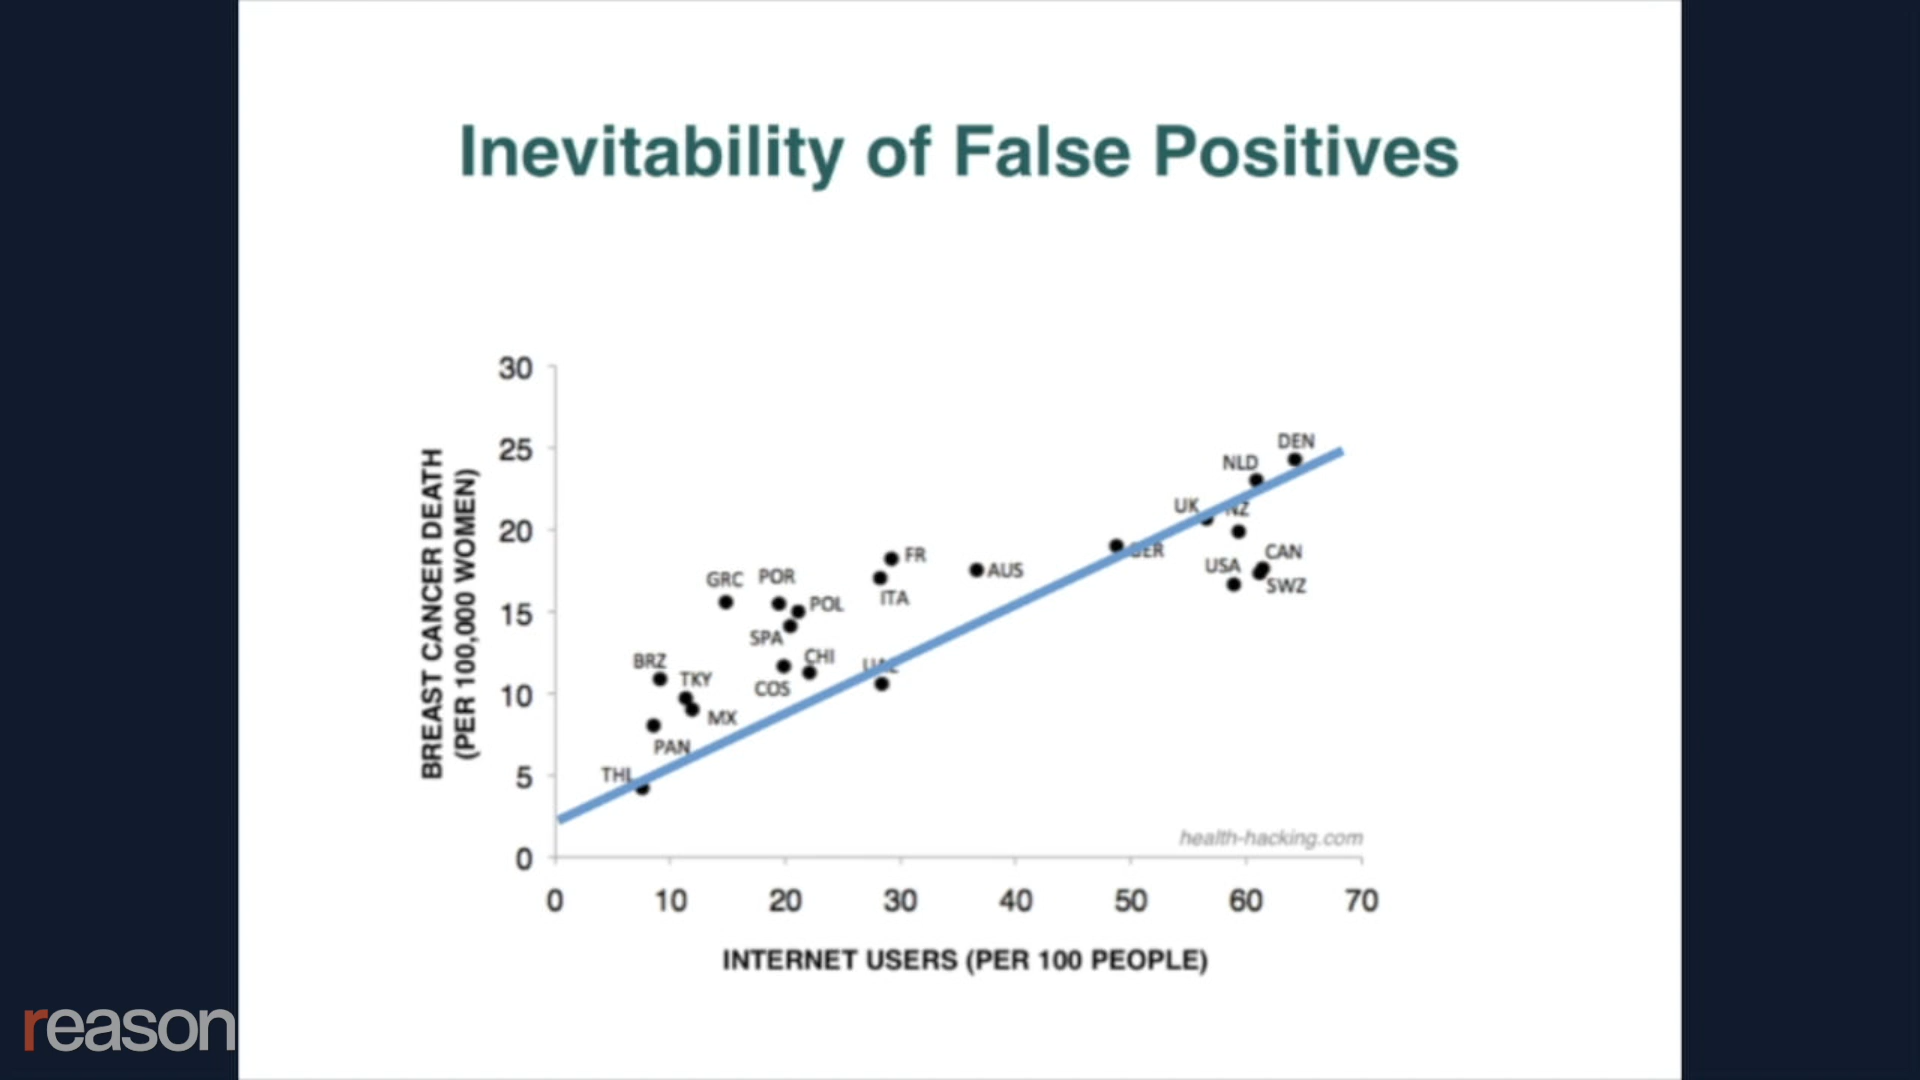 Inevitability of False Positives
BREAST CANCER DEATH
(PER 100,000 WOMEN)
30
25
20
15
10
5
0
DEN
NLD
UK
NZ
CAN
USA
SWZ
GER
FR
AUS
ITA
GRC
POR
POL
SPA
CHI
COS
BRZ
TKY
MX
PAN
health-hacking.com
0 10 20 30 40 50 60 70
INTERNET USERS (PER 100 PEOPLE)
reason